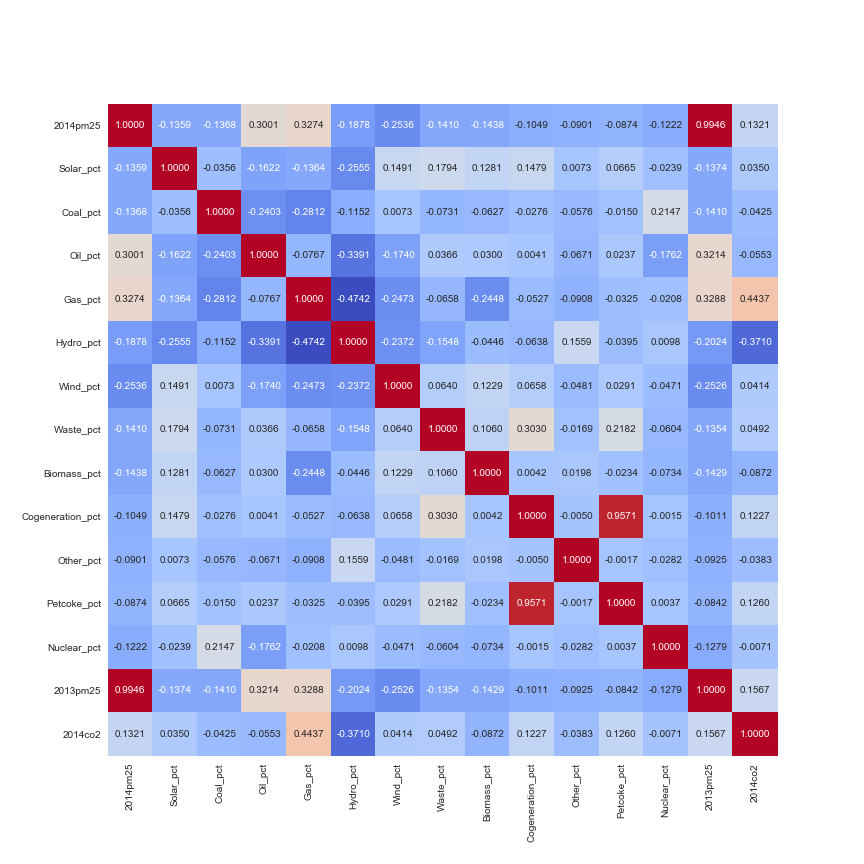 2014pm25 1.0000 -0.1359 -0.1368 0.3001 0.3274 -0.1878 -0.2536 -0.1410 -0.1438 -0.1049 -0.0901 -0.0874 -0.1222 0.9946 0.1321
Solar_pct -0.1359 1.0000 -0.0356 -0.1622 -0.1364 -0.2555 0.1491 0.1794 0.1281 0.1479 0.0073 0.0665 -0.0239 -0.1374 0.0350
Coal_pct -0.1368 -0.0356 1.0000 -0.2403 -0.2812 -0.1152 0.0073 -0.0731 -0.0627 -0.0276 -0.0576 -0.0150 0.2147 -0.1410 -0.0425
Oil_pct 0.3001 -0.1622 -0.2403 1.0000 -0.0767 -0.3391 -0.1740 0.0366 0.0300 0.0041 -0.0671 0.0237 -0.1762 0.3214 -0.0553
Gas_pct 0.3274 -0.1364 -0.2812 -0.0767 1.0000 -0.4742 -0.2473 -0.0658 -0.2448 -0.0527 -0.0908 -0.0325 -0.0208 0.3288 0.4437
Hydro_pct -0.1878 -0.2555 -0.1152 -0.3391 -0.4742 1.0000 -0.2372 -0.1548 -0.0446 -0.0638 0.1559 -0.0395 0.0098 -0.2024 -0.3710
Wind_pct -0.2536 0.1491 0.0073 -0.1740 -0.2473 -0.2372 1.0000 0.0640 0.1229 0.0658 -0.0481 0.0291 -0.0471 -0.2526 0.0414
Waste_pct -0.1410 0.1794 -0.0731 0.0366 -0.0658 -0.1548 0.0640 1.0000 0.1060 0.3030 -0.0169 0.2182 -0.0604 -0.1354 0.0492
Biomass_pct -0.1438 0.1281 -0.0627 0.0300 -0.2448 -0.0446 0.1229 0.1060 1.0000 0.0042 0.0198 -0.0234 -0.0734 -0.1429 -0.0872
Cogeneration_pct -0.1049 0.1479 -0.0276 0.0041 -0.0527 -0.0638 0.0658 0.3030 0.0042 1.0000 -0.0050 0.9571 -0.0015 -0.1011 0.1227
Other_pct -0.0901 0.0073 -0.0576 -0.0671 -0.0908 0.1559 -0.0481 -0.0169 0.0198 -0.0050 1.0000 -0.0017 -0.0282 -0.0925 -0.0383
Petcoke_pct -0.0874 0.0665 -0.0150 0.0237 -0.0325 -0.0395 0.0291 0.2182 -0.0234 0.9571 -0.0017 1.0000 0.0037 -0.0842 0.1260
Nuclear_pct -0.1222 -0.0239 0.2147 -0.1762 -0.0208 0.0098 -0.0471 -0.0604 -0.0734 -0.0015 -0.0282 0.0037 1.0000 -0.1279 -0.0071
2013pm25 0.9946 -0.1374 -0.1410 0.3214 0.3288 -0.2024 -0.2526 -0.1354 -0.1429 -0.1011 -0.0925 -0.0842 -0.1279 1.0000 0.1567
2014co2 0.1321 0.0350 -0.0425 -0.0553 0.4437 -0.3710 0.0414 0.0492 -0.0872 0.1227 -0.0383 0.1260 -0.0071 0.1567 1.0000
2014pm25 Solar_pct Coal_pct Oil_pct Gas_pct Hydro_pct Wind_pct Waste_pct Biomass_pct Cogeneration_pct Other_pct Petcoke_pct Nuclear_pct 2013pm25 2014co2